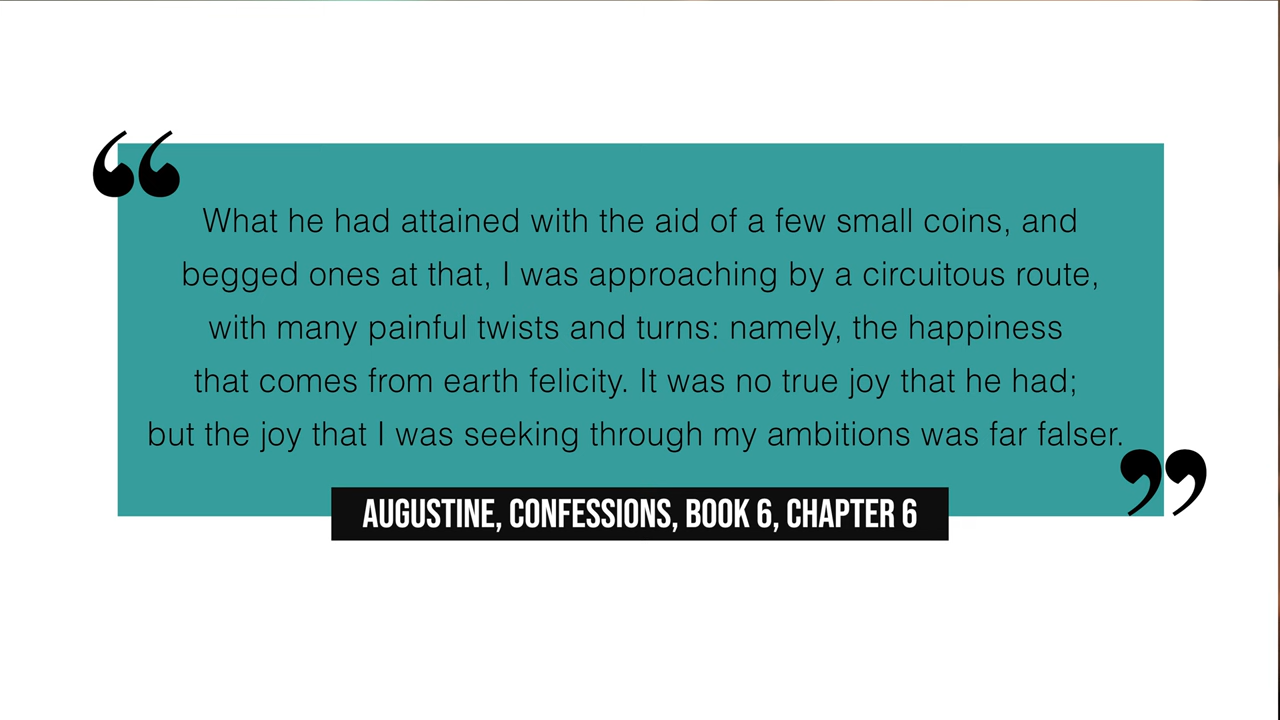 “
What he had attained with the aid of a few small coins, and
begged ones at that, I was approaching by a circuitous route,
with many painful twists and turns: namely, the happiness
that comes from earth felicity. It was no true joy that he had;
but the joy that I was seeking through my ambitions was far falser.
”
AUGUSTINE, CONFESSIONS, BOOK 6, CHAPTER 6